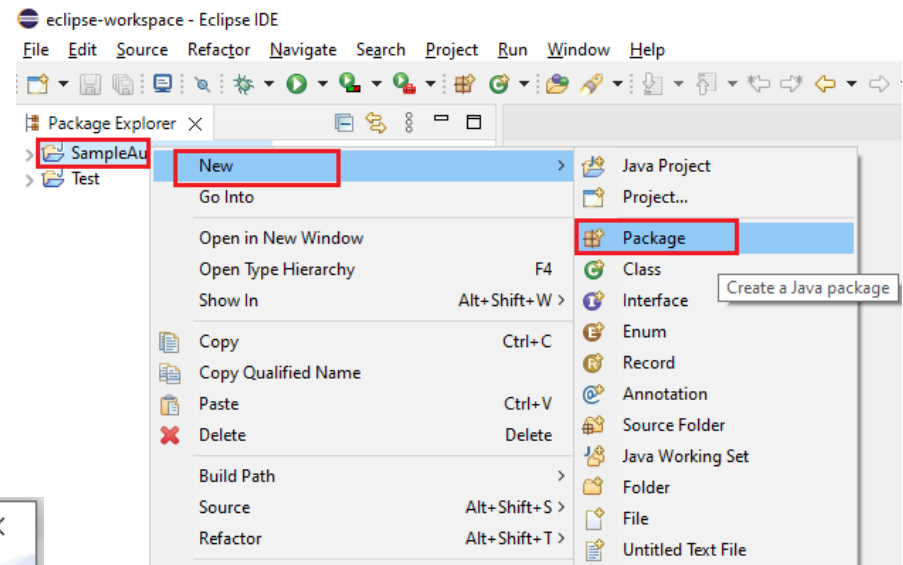 eclipse-workspace - Eclipse IDE
File Edit Source Refactor Navigate Search Project Run Window Help
Package Explorer
SampleAu
Test
New >
Go Into
Open in New Window
Open Type Hierarchy F4
Show In Alt+Shift+W >
Copy Ctrl+C
Copy Qualified Name
Paste Ctrl+V
Delete Delete
Build Path >
Source Alt+Shift+S >
Refactor Alt+Shift+T >
Java Project
Project...
Package
Class
Create a Java package
Interface
Enum
Record
Annotation
Source Folder
Java Working Set
Folder
File
Untitled Text File